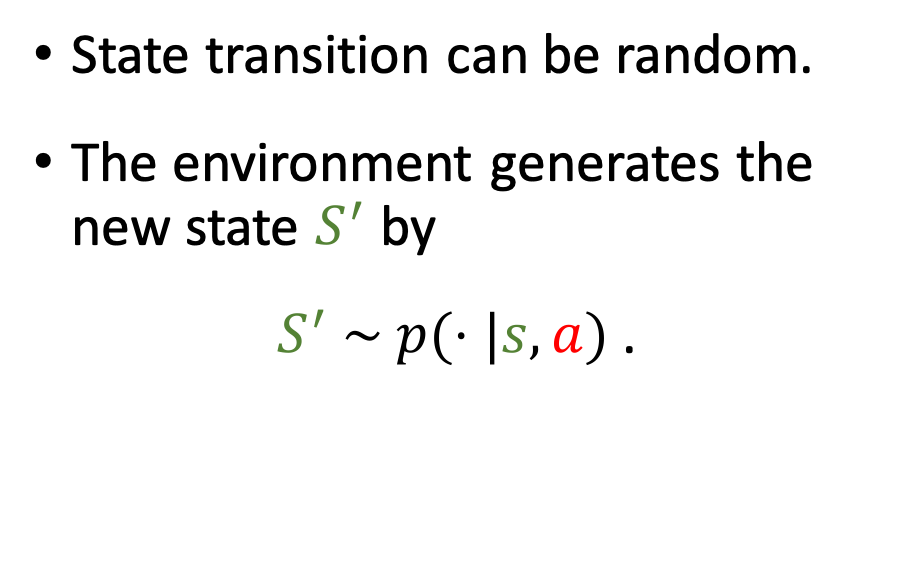 • State transition can be random.
• The environment generates the
new state S′ by
S′ ~ p(· |s, a) .